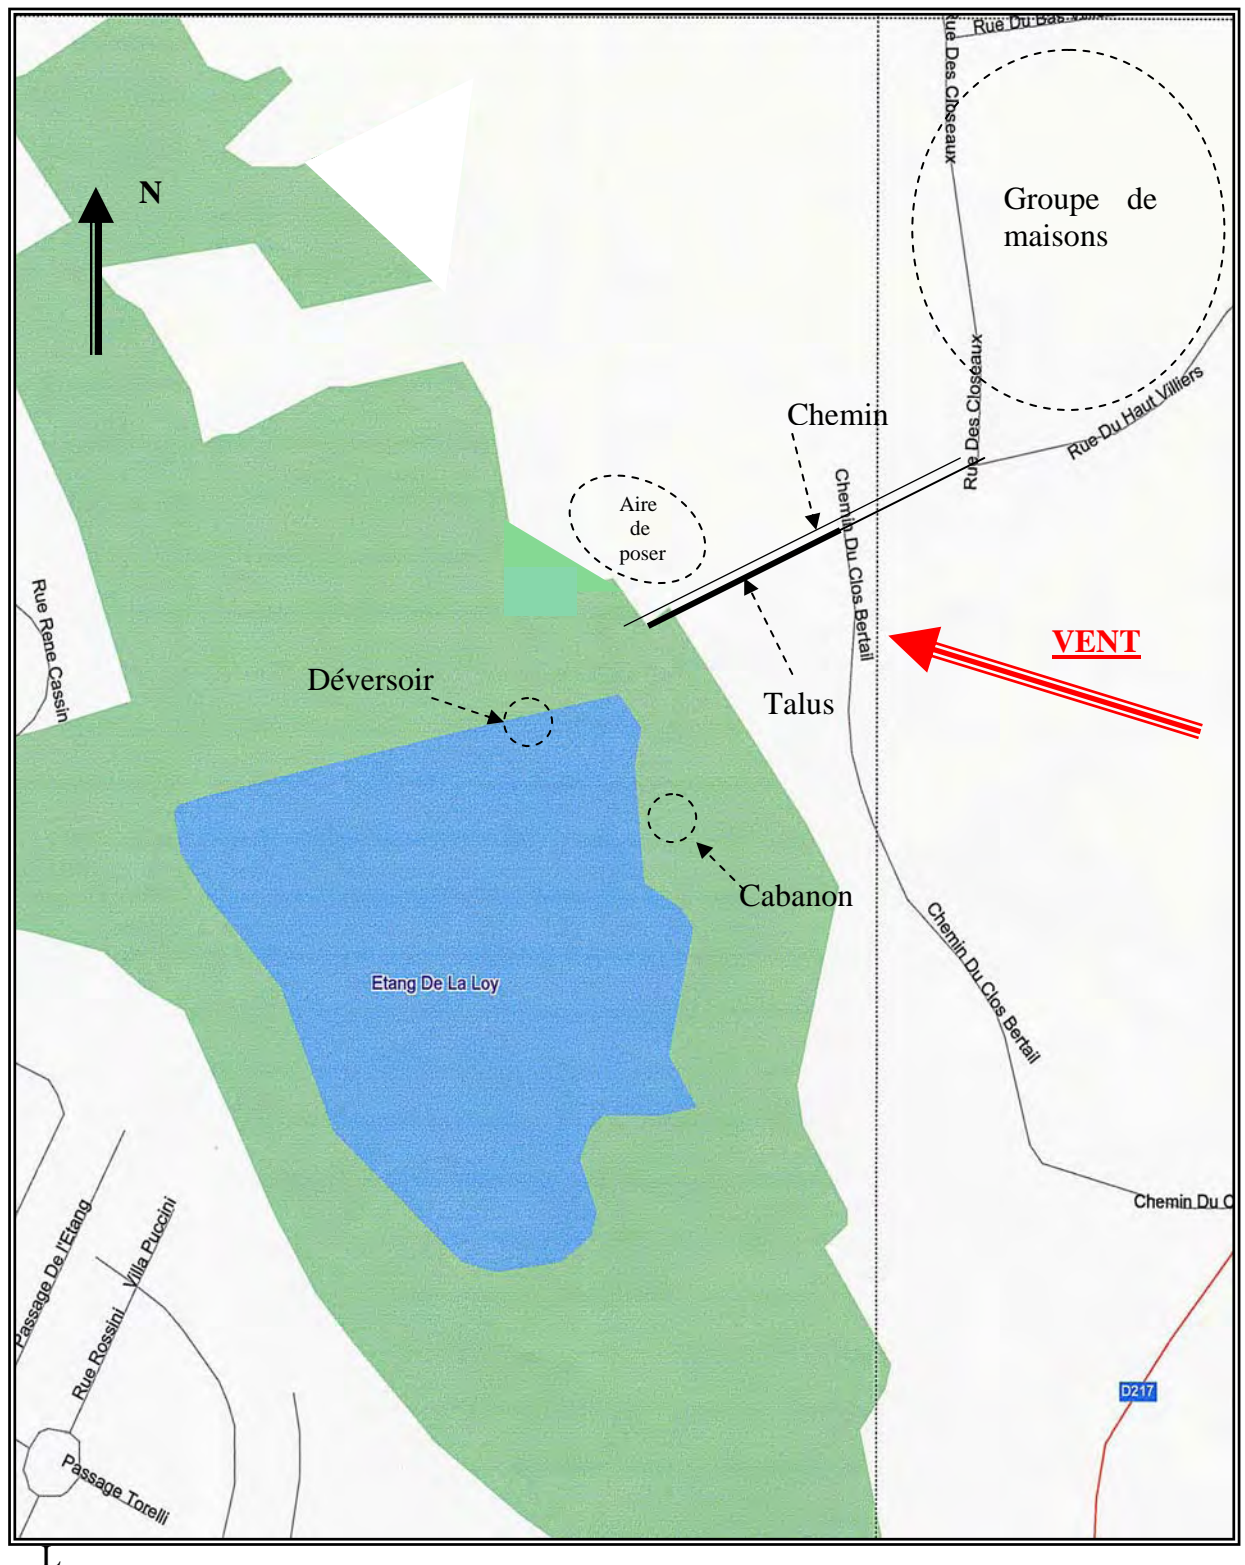 Rue Du Bas
Rue Des Closeaux
N
Groupe de
maisons
Rue Des Closeaux
Rue Du Haut Villiers
Chemin
Aire
de
poser
Chemin Du Clos Bertail
Rue Rene Cassin
VENT
Déversoir
Talus
Cabanon
Chemin Du Clos Bertail
Etang De La Loy
Chemin Du C
Passage De l'Etang
Villa Puccini
Rue Rossini
D217
Passage Torelli